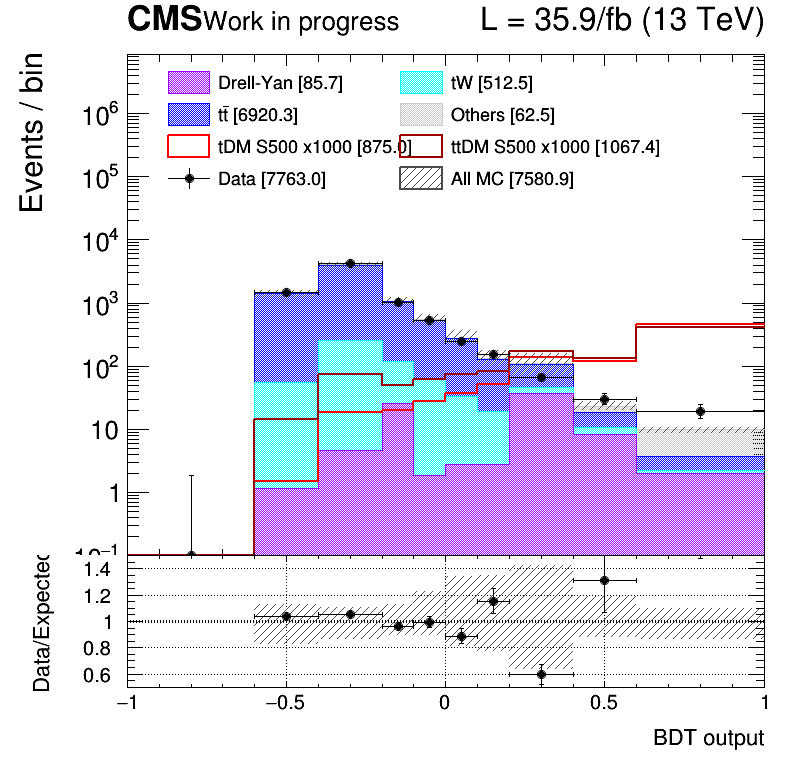 CMS Work in progress L = 35.9/fb (13 TeV)
Events / bin
Drell-Yan [85.7] tW [512.5]
tt̄ [6920.3] Others [62.5]
tDM S500 x1000 [875.0] ttDM S500 x1000 [1067.4]
Data [7763.0] All MC [7580.9]
10⁶
10⁵
10⁴
10³
10²
10
1
10⁻¹
Data/Expected
1.4
1.2
1
0.8
0.6
−1 −0.5 0 0.5 1
BDT output